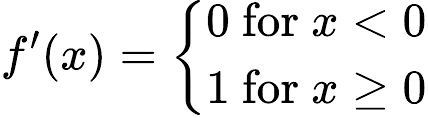 f′(x) = { 0 for x < 0
1 for x ≥ 0